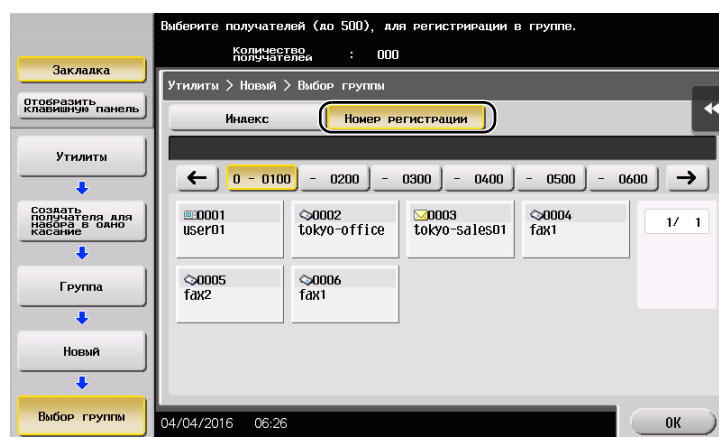 Выберите получателей (до 500), для регистрирации в группе.
Количество
получателей : 000
Закладка
Отобразить
клавишную панель
Утилиты
Создать
получателя для
набора в одно
касание
Группа
Новый
Выбор группы
Утилиты > Новый > Выбор группы
Индекс
Номер регистрации
← 0 - 0100 - 0200 - 0300 - 0400 - 0500 - 0600 →
0001
user01
0002
tokyo-office
0003
tokyo-sales01
0004
fax1
1/ 1
0005
fax2
0006
fax1
04/04/2016 06:26
OK